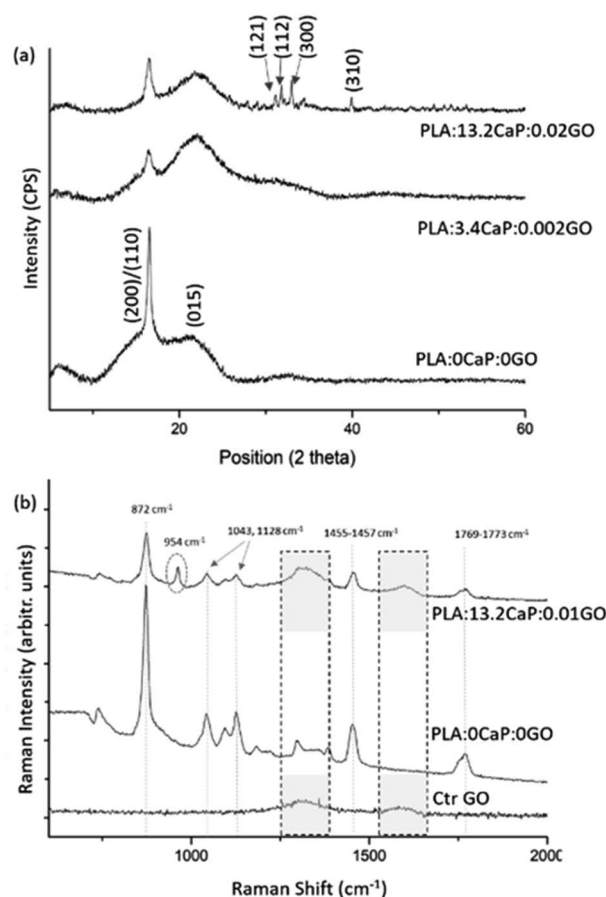 (a)
(121)
(112)
(300)
(310)
PLA:13.2CaP:0.02GO
PLA:3.4CaP:0.002GO
(200)/(110)
(015)
PLA:0CaP:0GO
Intensity (CPS)
20
40
60
Position (2 theta)
(b)
872 cm-1
954 cm-1
1043, 1128 cm-1
1455-1457 cm-1
1769-1773 cm-1
PLA:13.2CaP:0.01GO
PLA:0CaP:0GO
Ctr GO
Raman Intensity (arbitr. units)
1000
1500
2000
Raman Shift (cm-1)